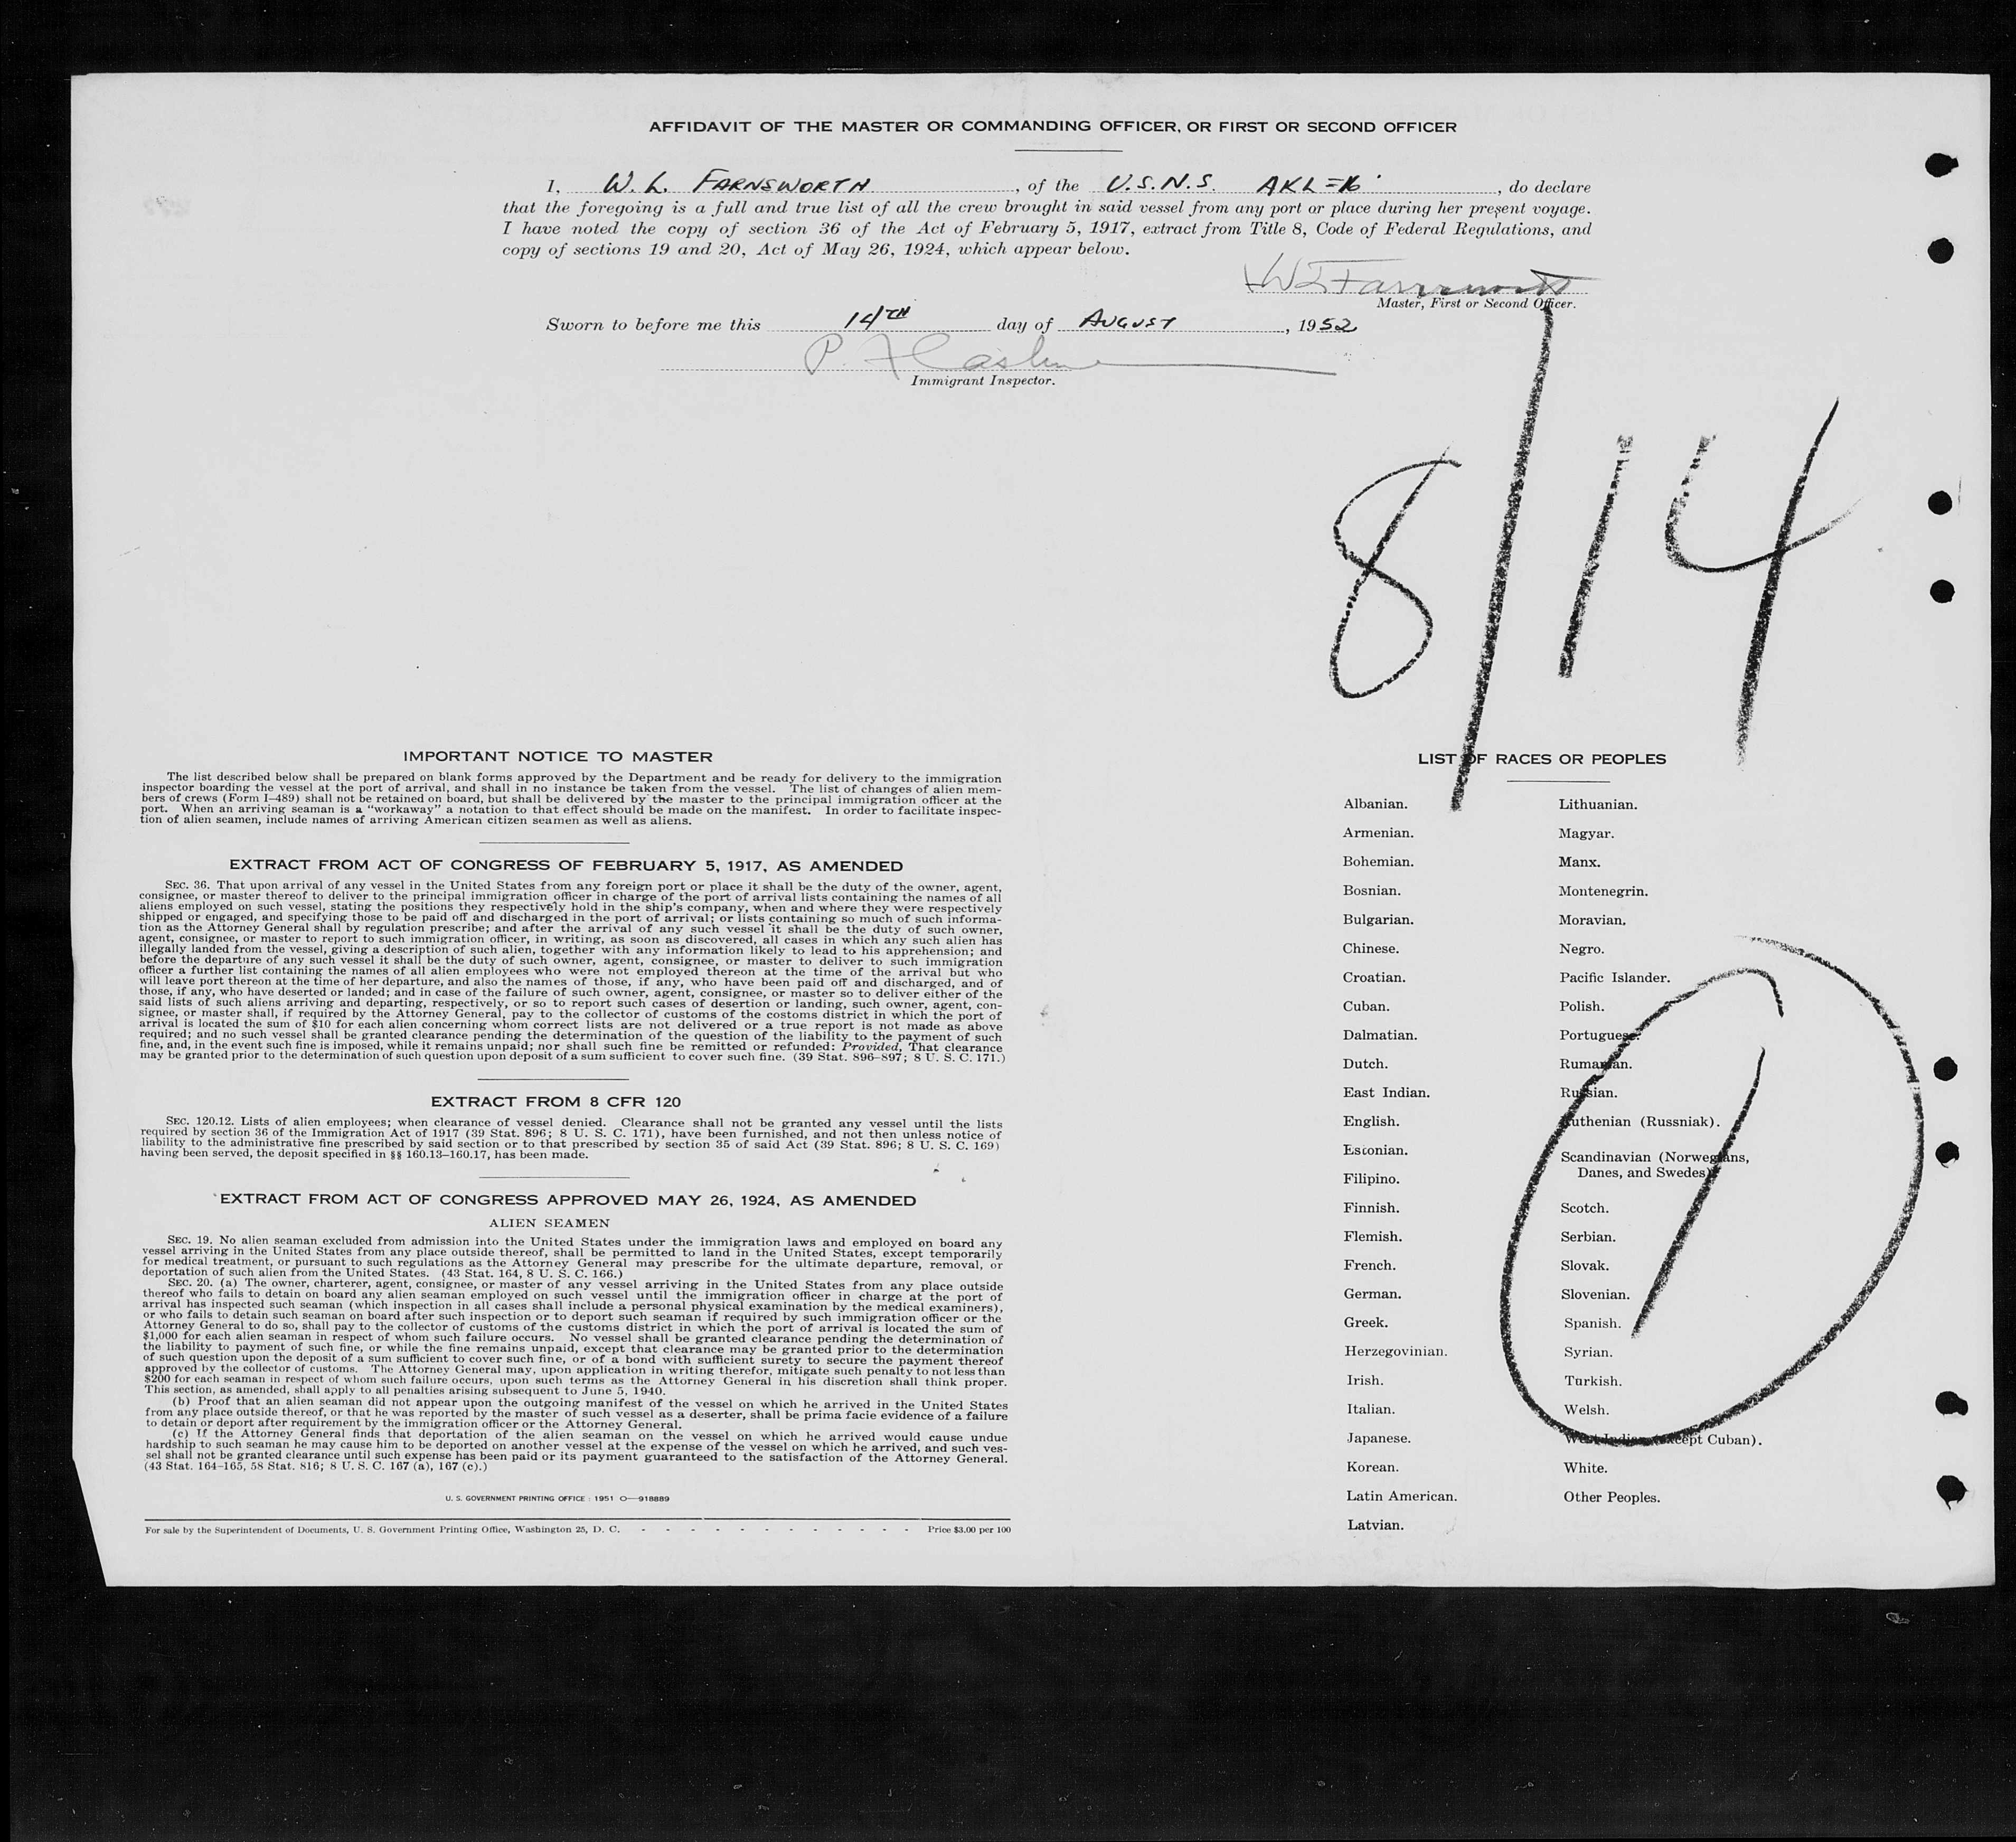 AFFIDAVIT OF THE MASTER OR COMMANDING OFFICER, OR FIRST OR SECOND OFFICER
I, W. L. FARNSWORTH, of the U.S.N.S. AKL=16, do declare
that the foregoing is a full and true list of all the crew brought in said vessel from any port or place during her present voyage.
I have noted the copy of section 36 of the Act of February 5, 1917, extract from Title 8, Code of Federal Regulations, and
copy of sections 19 and 20, Act of May 26, 1924, which appear below.
W L Farnsworth
Master, First or Second Officer.
Sworn to before me this 14TH day of AUGUST, 1952
P.
Immigrant Inspector.
8/14
IMPORTANT NOTICE TO MASTER
The list described below shall be prepared on blank forms approved by the Department and be ready for delivery to the immigration
inspector boarding the vessel at the port of arrival, and shall in no instance be taken from the vessel. The list of changes of alien mem-
bers of crews (Form I-489) shall not be retained on board, but shall be delivered by the master to the principal immigration officer at the
port. When an arriving seaman is a "workaway" a notation to that effect should be made on the manifest. In order to facilitate inspec-
tion of alien seamen, include names of arriving American citizen seamen as well as aliens.
EXTRACT FROM ACT OF CONGRESS OF FEBRUARY 5, 1917, AS AMENDED
SEC. 36. That upon arrival of any vessel in the United States from any foreign port or place it shall be the duty of the owner, agent,
consignee, or master thereof to deliver to the principal immigration officer in charge of the port of arrival lists containing the names of all
aliens employed on such vessel, stating the positions they respectively hold in the ship's company, when and where they were respectively
shipped or engaged, and specifying those to be paid off and discharged in the port of arrival; or lists containing so much of such informa-
tion as the Attorney General shall by regulation prescribe; and after the arrival of any such vessel it shall be the duty of such owner,
agent, consignee, or master to report to such immigration officer, in writing, as soon as discovered, all cases in which any such alien has
illegally landed from the vessel, giving a description of such alien, together with any information likely to lead to his apprehension; and
before the departure of any such vessel it shall be the duty of such owner, agent, consignee, or master to deliver to such immigration
officer a further list containing the names of all alien employees who were not employed thereon at the time of the arrival but who
will leave port thereon at the time of her departure, and also the names of those, if any, who have been paid off and discharged, and of
those, if any, who have deserted or landed; and in case of the failure of such owner, agent, consignee, or master so to deliver either of the
said lists of such aliens arriving and departing, respectively, or so to report such cases of desertion or landing, such owner, agent, con-
signee, or master shall, if required by the Attorney General, pay to the collector of customs of the costoms district in which the port of
arrival is located the sum of $10 for each alien concerning whom correct lists are not delivered or a true report is not made as above
required; and no such vessel shall be granted clearance pending the determination of the question of the liability to the payment of such
fine, and, in the event such fine is imposed, while it remains unpaid; nor shall such fine be remitted or refunded: Provided, That clearance
may be granted prior to the determination of such question upon deposit of a sum sufficient to cover such fine. (39 Stat. 896-897; 8 U. S. C. 171.)
EXTRACT FROM 8 CFR 120
SEC. 120.12. Lists of alien employees; when clearance of vessel denied. Clearance shall not be granted any vessel until the lists
required by section 36 of the Immigration Act of 1917 (39 Stat. 896; 8 U. S. C. 171), have been furnished, and not then unless notice of
liability to the administrative fine prescribed by said section or to that prescribed by section 35 of said Act (39 Stat. 896; 8 U. S. C. 169)
having been served, the deposit specified in §§ 160.13-160.17, has been made.
EXTRACT FROM ACT OF CONGRESS APPROVED MAY 26, 1924, AS AMENDED
ALIEN SEAMEN
SEC. 19. No alien seaman excluded from admission into the United States under the immigration laws and employed on board any
vessel arriving in the United States from any place outside thereof, shall be permitted to land in the United States, except temporarily
for medical treatment, or pursuant to such regulations as the Attorney General may prescribe for the ultimate departure, removal, or
deportation of such alien from the United States. (43 Stat. 164, 8 U. S. C. 166.)
SEC. 20. (a) The owner, charterer, agent, consignee, or master of any vessel arriving in the United States from any place outside
thereof who fails to detain on board any alien seaman employed on such vessel until the immigration officer in charge at the port of
arrival has inspected such seaman (which inspection in all cases shall include a personal physical examination by the medical examiners),
or who fails to detain such seaman on board after such inspection or to deport such seaman if required by such immigration officer or the
Attorney General to do so, shall pay to the collector of customs of the customs district in which the port of arrival is located the sum of
$1,000 for each alien seaman in respect of whom such failure occurs. No vessel shall be granted clearance pending the determination of
the liability to payment of such fine, or while the fine remains unpaid, except that clearance may be granted prior to the determination
of such question upon the deposit of a sum sufficient to cover such fine, or of a bond with sufficient surety to secure the payment thereof
approved by the collector of customs. The Attorney General may, upon application in writing therefor, mitigate such penalty to not less than
$200 for each seaman in respect of whom such failure occurs, upon such terms as the Attorney General in his discretion shall think proper.
This section, as amended, shall apply to all penalties arising subsequent to June 5, 1940.
(b) Proof that an alien seaman did not appear upon the outgoing manifest of the vessel on which he arrived in the United States
from any place outside thereof, or that he was reported by the master of such vessel as a deserter, shall be prima facie evidence of a failure
to detain or deport after requirement by the immigration officer or the Attorney General.
(c) If the Attorney General finds that deportation of the alien seaman on the vessel on which he arrived would cause undue
hardship to such seaman he may cause him to be deported on another vessel at the expense of the vessel on which he arrived, and such ves-
sel shall not be granted clearance until such expense has been paid or its payment guaranteed to the satisfaction of the Attorney General.
(43 Stat. 164-165, 58 Stat. 816; 8 U. S. C. 167 (a), 167 (c).)
U. S. GOVERNMENT PRINTING OFFICE : 1951 O—918889
For sale by the Superintendent of Documents, U. S. Government Printing Office, Washington 25, D. C. - - - - - - - - - - - - Price $3.00 per 100
LIST OF RACES OR PEOPLES
Albanian.
Armenian.
Bohemian.
Bosnian.
Bulgarian.
Chinese.
Croatian.
Cuban.
Dalmatian.
Dutch.
East Indian.
English.
Estonian.
Filipino.
Finnish.
Flemish.
French.
German.
Greek.
Herzegovinian.
Irish.
Italian.
Japanese.
Korean.
Latin American.
Latvian.
Lithuanian.
Magyar.
Manx.
Montenegrin.
Moravian.
Negro.
Pacific Islander.
Polish.
Portuguese.
Rumanian.
Russian.
Ruthenian (Russniak).
Scandinavian (Norwegians,
Danes, and Swedes).
Scotch.
Serbian.
Slovak.
Slovenian.
Spanish.
Syrian.
Turkish.
Welsh.
West Indian (except Cuban).
White.
Other Peoples.
1